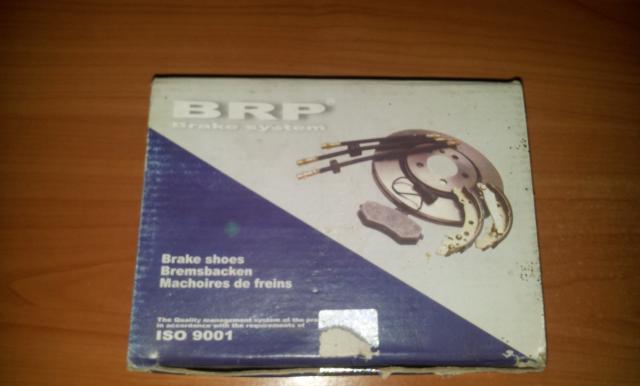 BRP®
Brake system
Brake shoes
Bremsbacken
Machoires de freins
The Quality management system of the
in accordance with the requirements of
ISO 9001